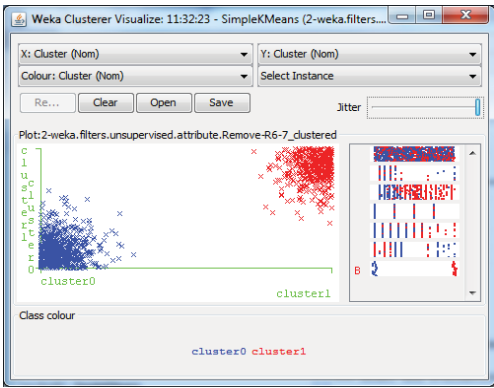 Weka Clusterer Visualize: 11:32:23 - SimpleKMeans (2-weka.filters....
X: Cluster (Nom)
Y: Cluster (Nom)
Colour: Cluster (Nom)
Select Instance
Re...
Clear
Open
Save
Jitter
Plot:2-weka.filters.unsupervised.attribute.Remove-R6-7_clustered
cluster1
cluster0
cluster0
cluster1
B
Class colour
cluster0 cluster1